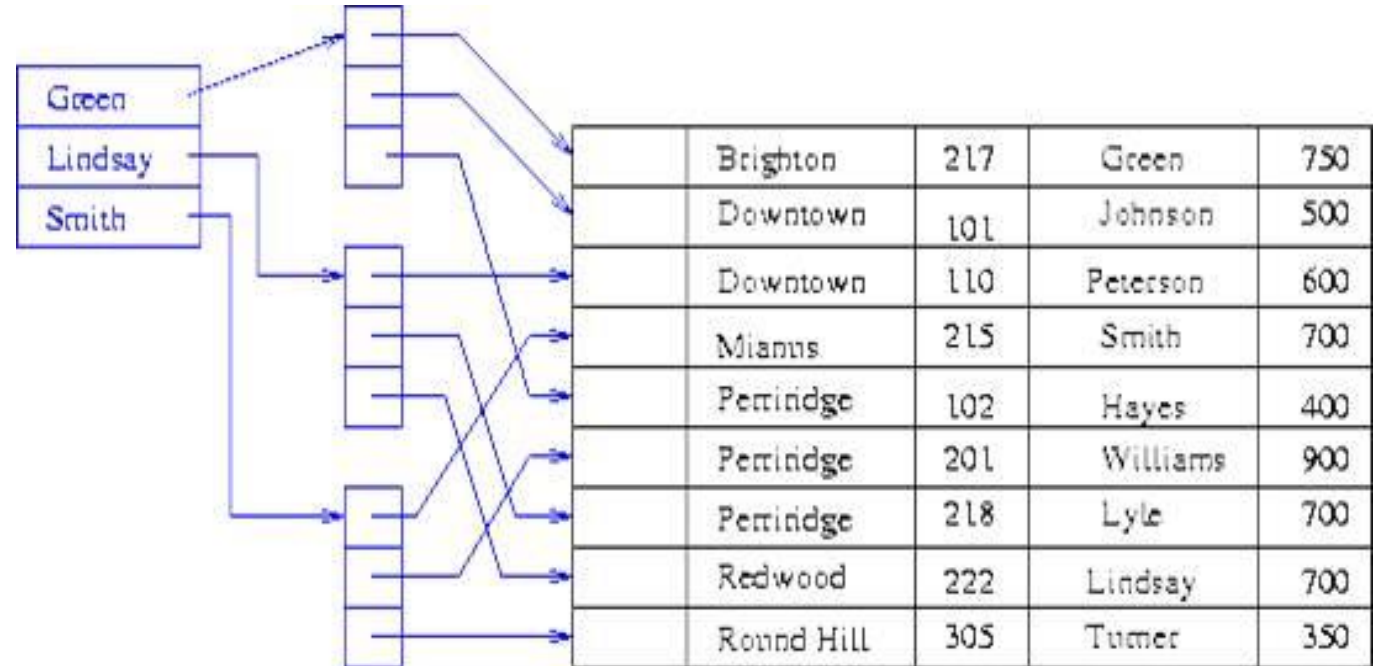 Green
Lindsay
Smith
Brighton 217 Green 750
Downtown 101 Johnson 500
Downtown 110 Peterson 600
Mianus 215 Smith 700
Perriridge 102 Hayes 400
Perriridge 201 Williams 900
Perriridge 218 Lyle 700
Redwood 222 Lindsay 700
Round Hill 305 Turner 350